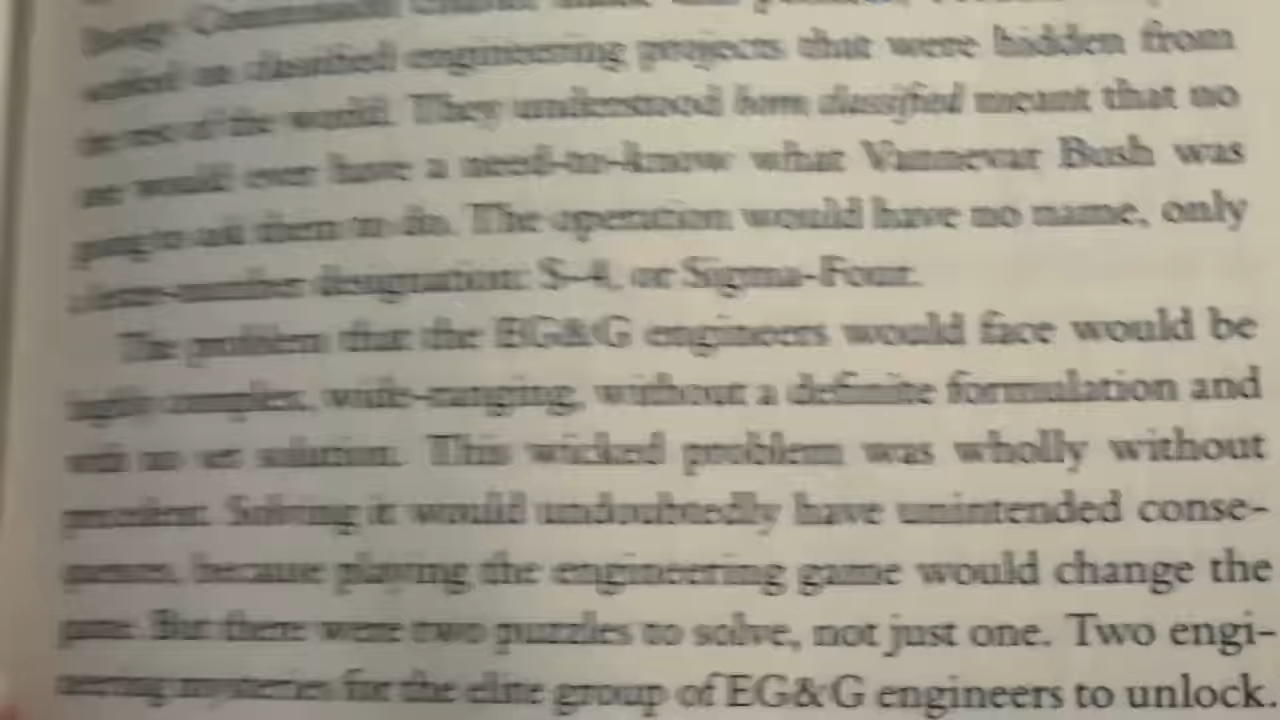 worked on classified engineering projects that were hidden from
the rest of the world. They understood born classified meant that no
one would ever have a need-to-know what Vannevar Bush was
going to ask them to do. The operation would have no name, only
a letter-number designation: S-4, or Sigma-Four.
The problem that the EG&G engineers would face would be
highly complex, wide-ranging, without a definite formulation and
with no set solution. This wicked problem was wholly without
precedent. Solving it would undoubtedly have unintended conse-
quences, because playing the engineering game would change the
game. But there were two puzzles to solve, not just one. Two engi-
neering mysteries for the elite group of EG&G engineers to unlock.